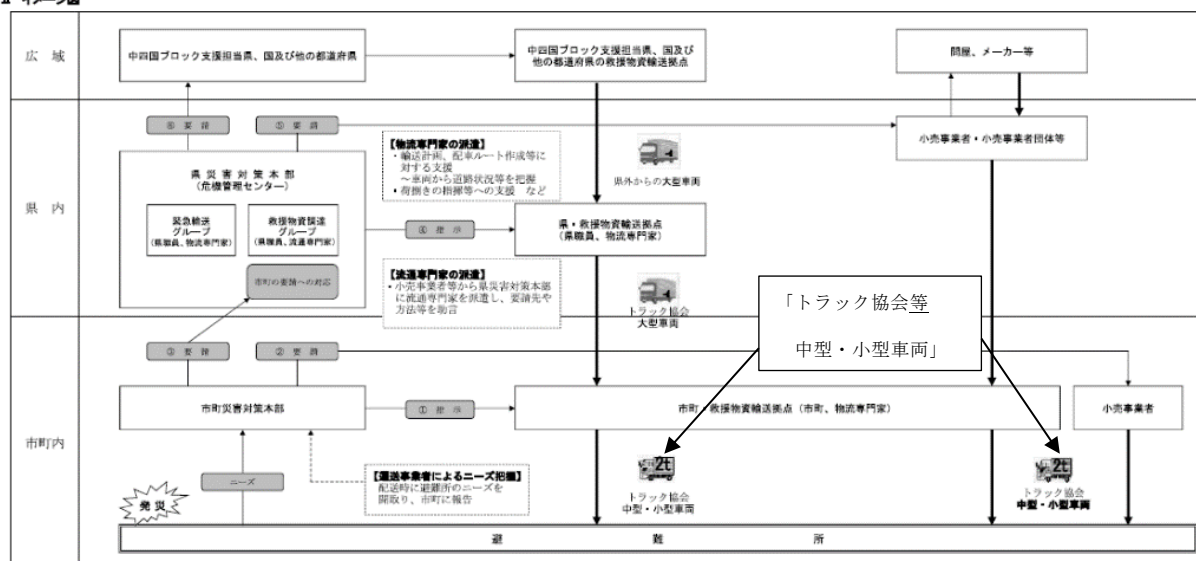 イメージ図
広域
中四国ブロック支援担当県、国及び他の都道府県
中四国ブロック支援担当県、国及び
他の都道府県の救援物資輸送拠点
問屋、メーカー等
県内
⑤ 要請
小売事業者・小売事業者団体等
県災害対策本部
(危機管理センター)
緊急輸送
グループ
(県職員、物流専門家)
救援物資調達
グループ
(県職員、流通専門家)
市町の要請への対応
【物流専門家の派遣】
・輸送計画、配車ルート作成等に
対する支援
～車両から道路状況等を把握
・荷捌きの指揮等への支援 など
県外からの大型車両
④ 指示
県・救援物資輸送拠点
(県職員、物流専門家)
【流通専門家の派遣】
・小売事業者等から県災害対策本部
に流通専門家を派遣し、要請先や
方法等を助言
トラック協会
大型車両
「トラック協会等
中型・小型車両」
市町内
③ 要請
② 要請
市町災害対策本部
① 指示
市町・救援物資輸送拠点(市町、物流専門家)
小売事業者
ニーズ
発災
【運送事業者によるニーズ把握】
配送時に避難所のニーズを
聞取り、市町に報告
2t
トラック協会
中型・小型車両
2t
トラック協会
中型・小型車両
避難所